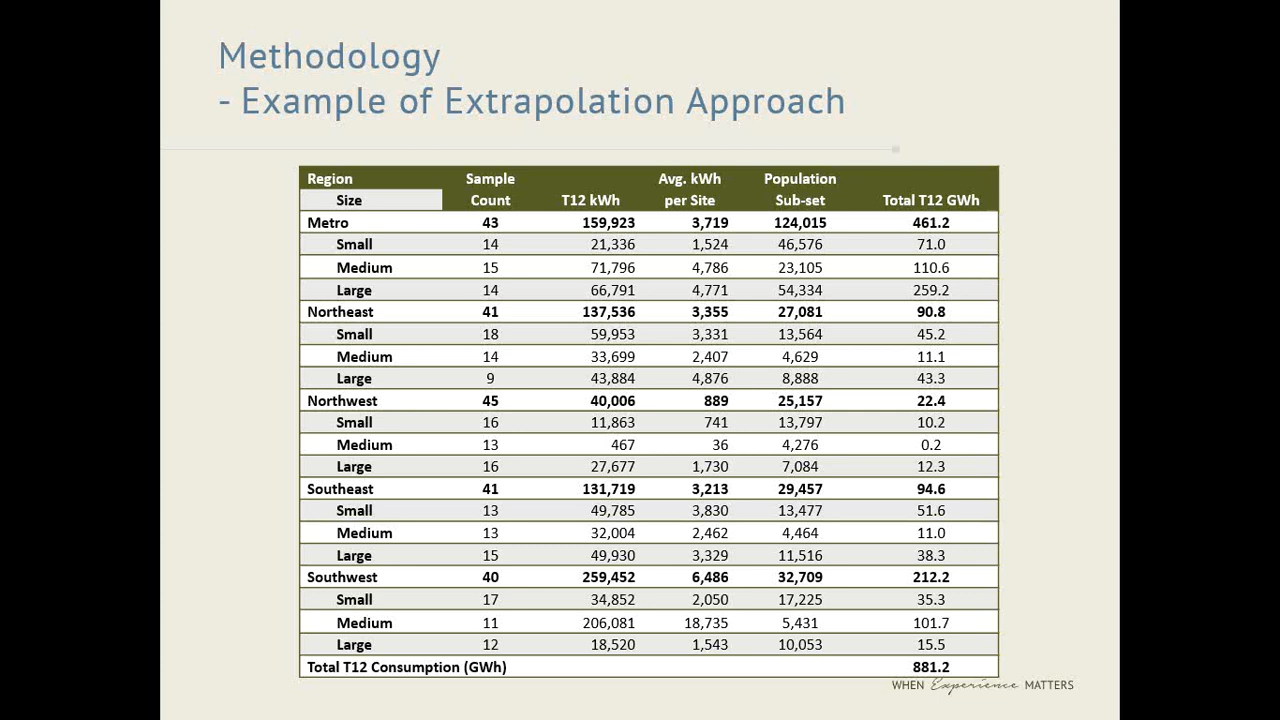 Methodology
- Example of Extrapolation Approach
Region Sample Avg. kWh Population
Size Count T12 kWh per Site Sub-set Total T12 GWh
Metro 43 159,923 3,719 124,015 461.2
Small 14 21,336 1,524 46,576 71.0
Medium 15 71,796 4,786 23,105 110.6
Large 14 66,791 4,771 54,334 259.2
Northeast 41 137,536 3,355 27,081 90.8
Small 18 59,953 3,331 13,564 45.2
Medium 14 33,699 2,407 4,629 11.1
Large 9 43,884 4,876 8,888 43.3
Northwest 45 40,006 889 25,157 22.4
Small 16 11,863 741 13,797 10.2
Medium 13 467 36 4,276 0.2
Large 16 27,677 1,730 7,084 12.3
Southeast 41 131,719 3,213 29,457 94.6
Small 13 49,785 3,830 13,477 51.6
Medium 13 32,004 2,462 4,464 11.0
Large 15 49,930 3,329 11,516 38.3
Southwest 40 259,452 6,486 32,709 212.2
Small 17 34,852 2,050 17,225 35.3
Medium 11 206,081 18,735 5,431 101.7
Large 12 18,520 1,543 10,053 15.5
Total T12 Consumption (GWh) 881.2
WHEN Experience MATTERS